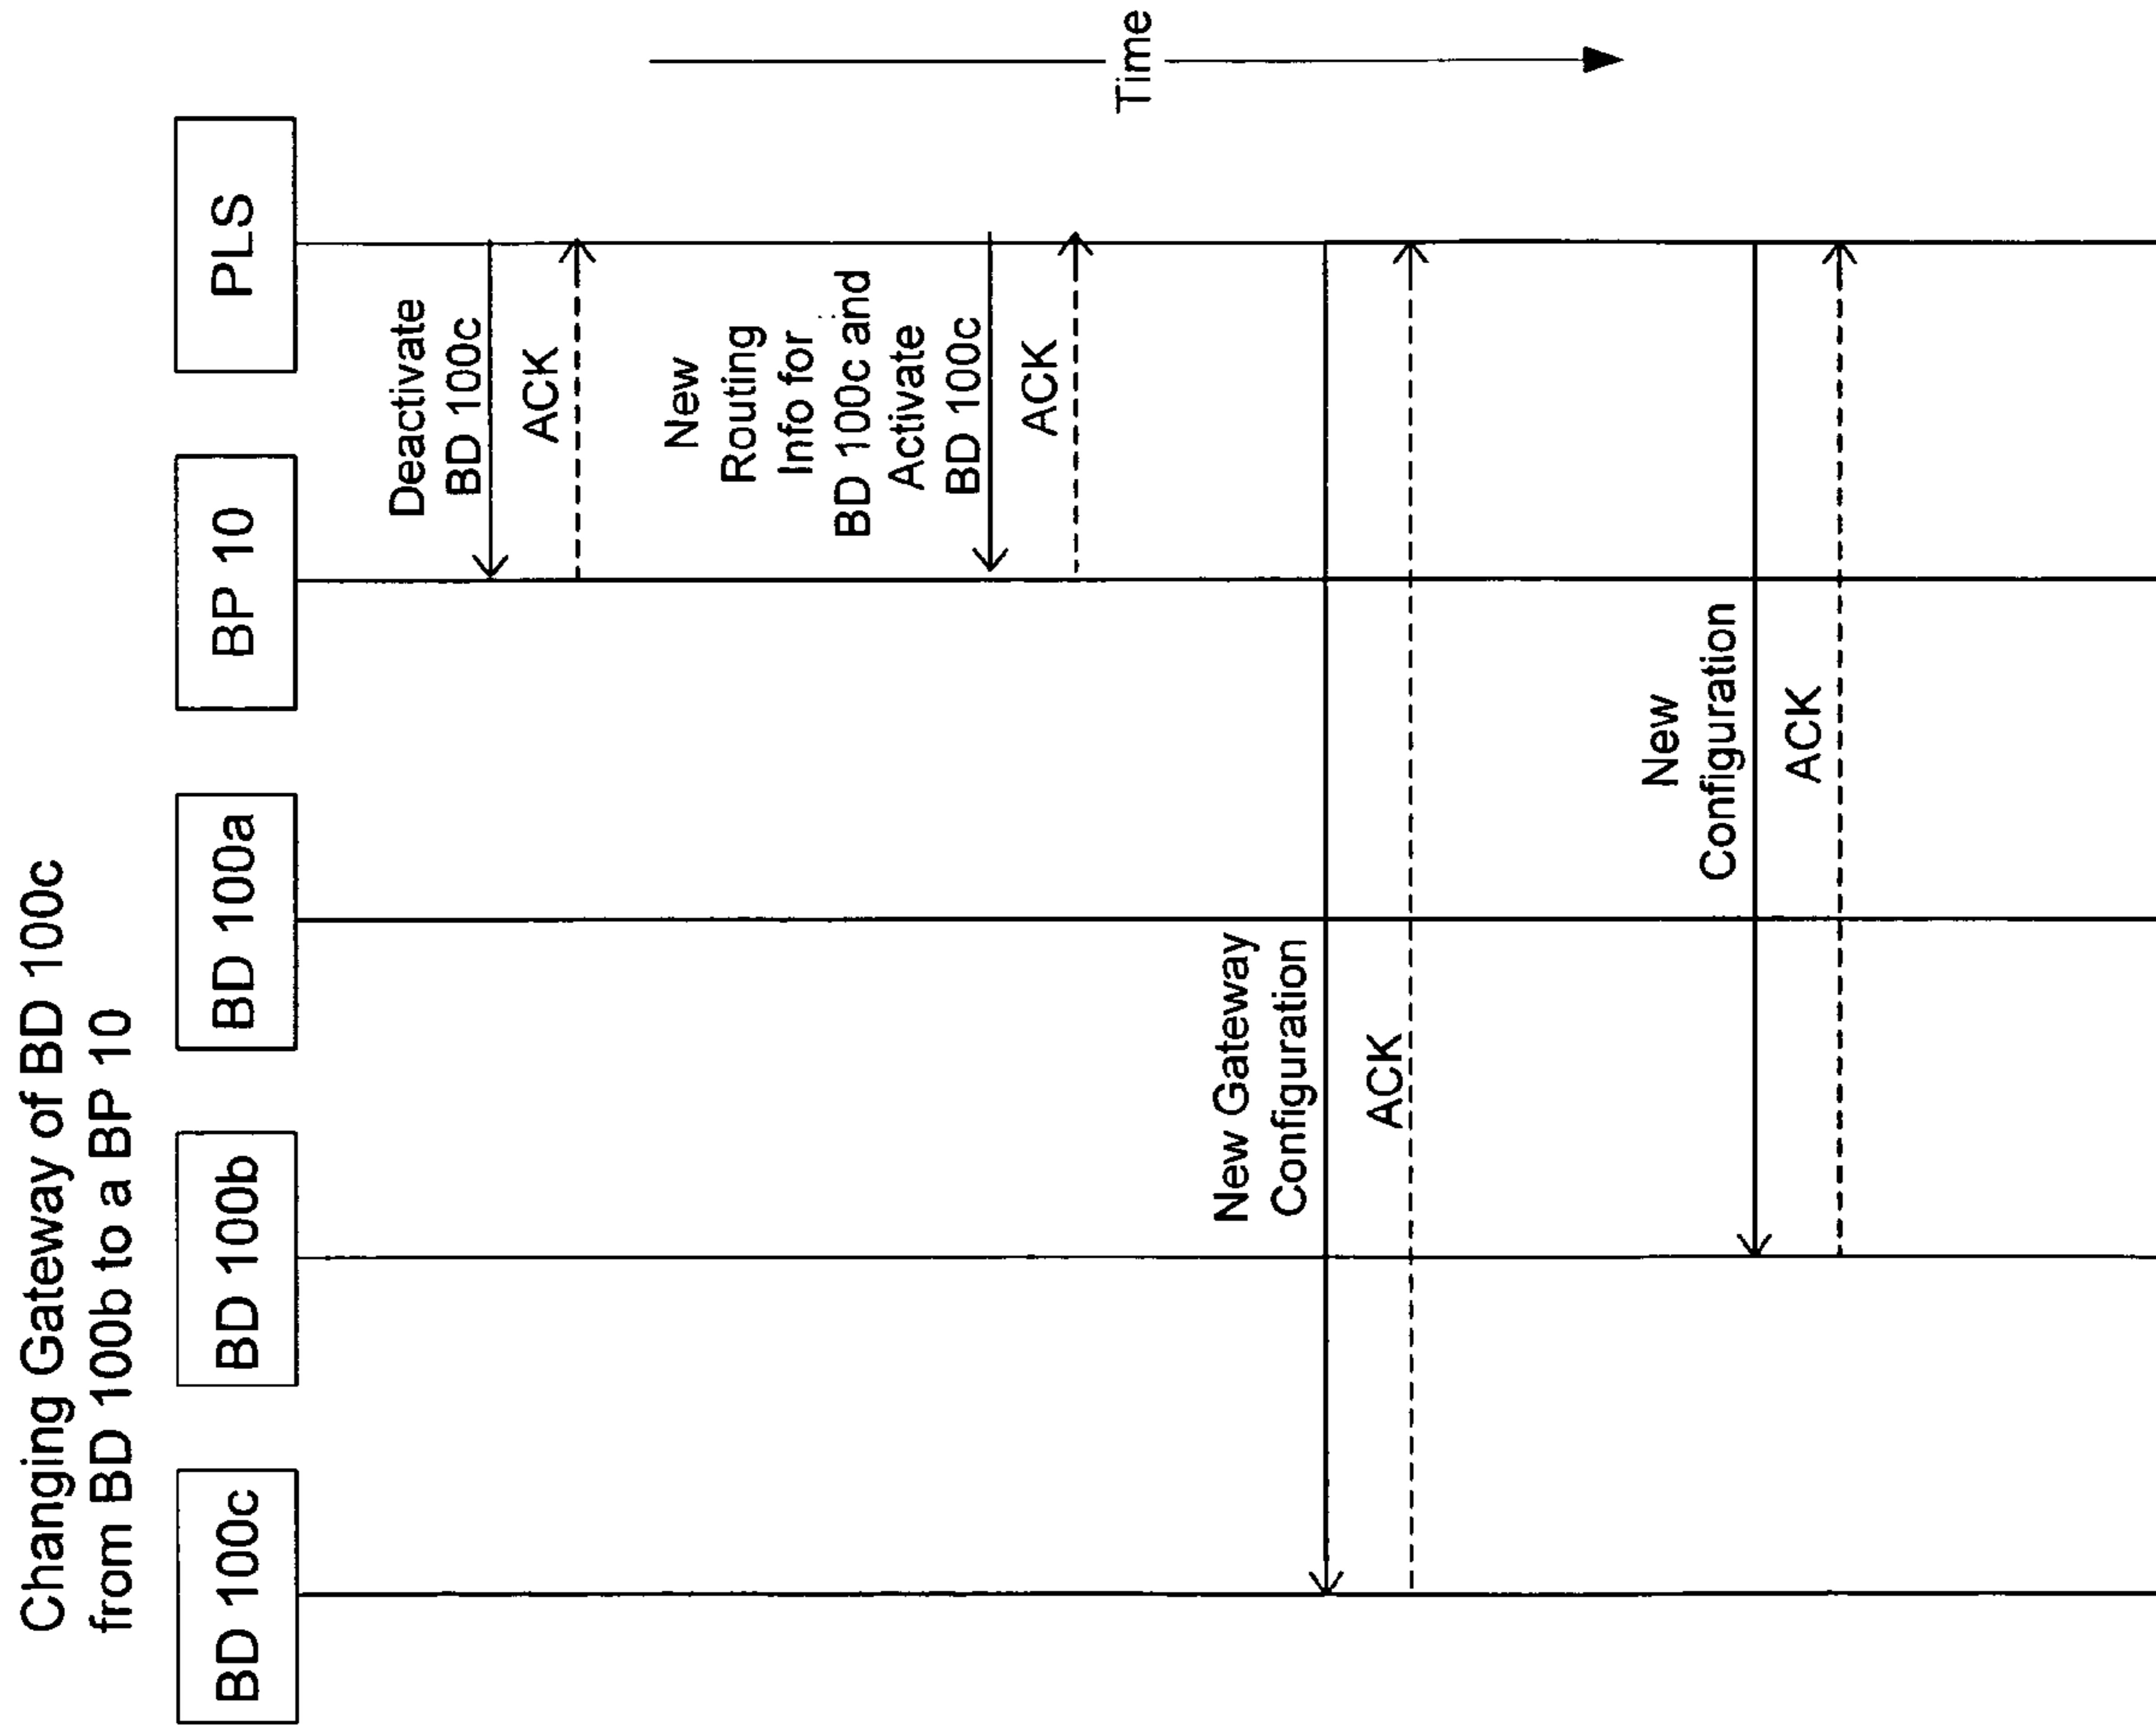 Changing Gateway of BD 100c
from BD 100b to a BP 10
BD 100c
BD 100b
BD 100a
BP 10
PLS
Deactivate
BD 100c
ACK
New
Routing
Info for
BD 100c and
Activate
BD 100c
ACK
New Gateway
Configuration
ACK
New
Configuration
ACK
Time